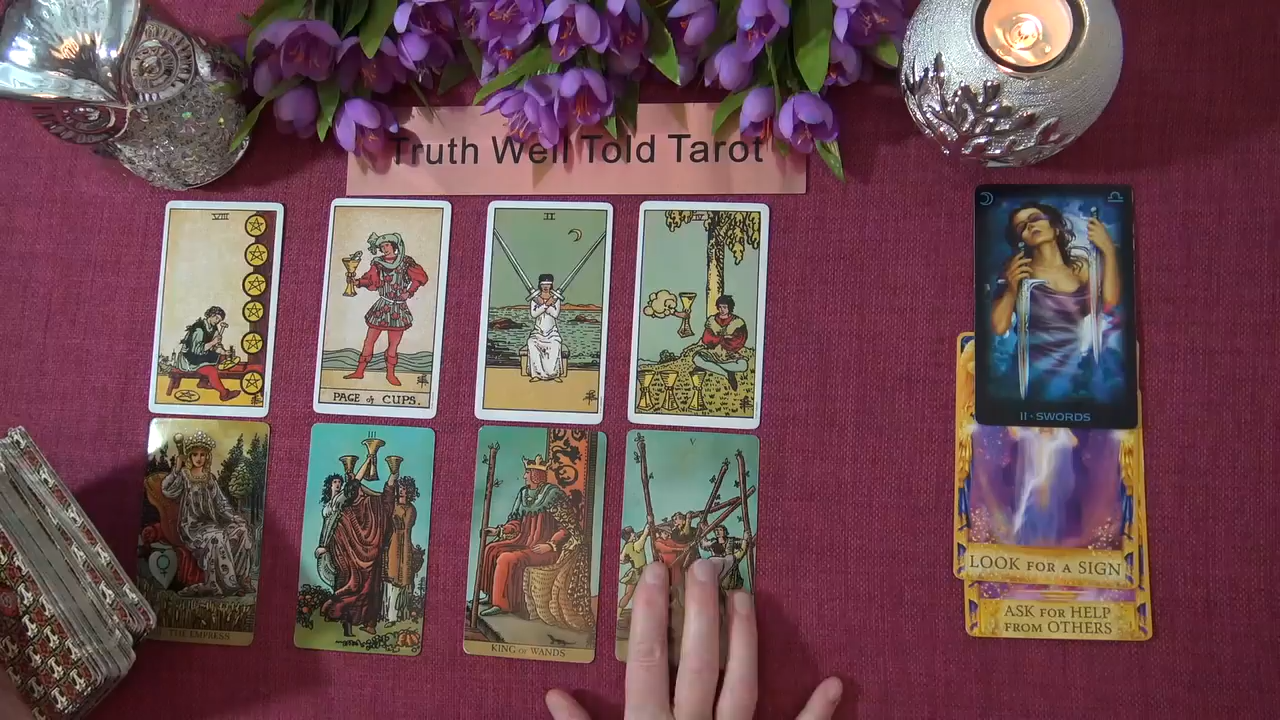 Truth Well Told Tarot
VIII
PAGE of CUPS.
II
IV
THE EMPRESS
III
KING OF WANDS
V
II • SWORDS
LOOK FOR A SIGN
ASK FOR HELP
FROM OTHERS